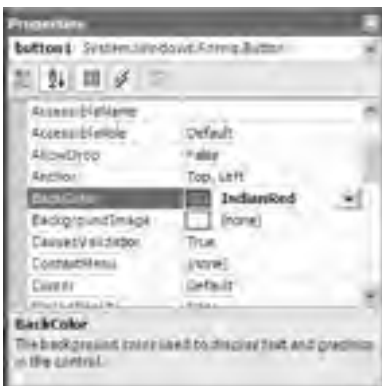 Properties
button1 System.Windows.Forms.Button
AccessibleName
AccessibleRole Default
AllowDrop False
Anchor Top, Left
BackColor IndianRed
BackgroundImage (none)
CausesValidation True
ContextMenu (none)
Cursor Default
BackColor
The background color used to display text and graphics
in the control.